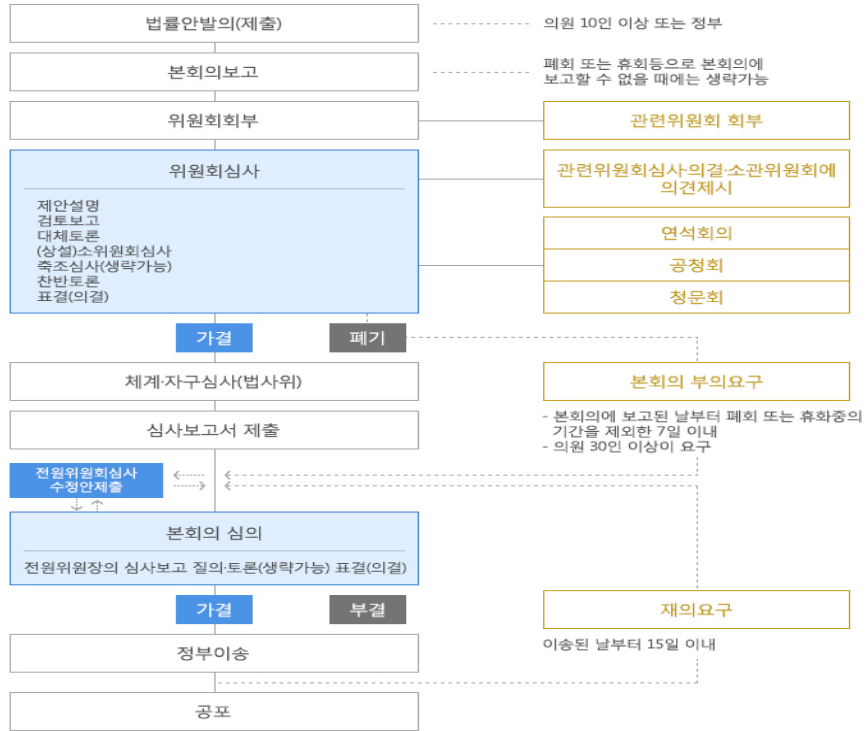 법률안발의(제출)
의원 10인 이상 또는 정부
본회의보고
폐회 또는 휴회등으로 본회의에
보고할 수 없을 때에는 생략가능
위원회회부
관련위원회 회부
위원회심사
제안설명
검토보고
대체토론
(상설)소위원회심사
축조심사(생략가능)
찬반토론
표결(의결)
관련위원회심사·의결·소관위원회에
의견제시
연석회의
공청회
청문회
가결
폐기
체계·자구심사(법사위)
본회의 부의요구
- 본회의에 보고된 날부터 폐회 또는 휴화중의
기간을 제외한 7일 이내
- 의원 30인 이상이 요구
심사보고서 제출
전원위원회심사
수정안제출
본회의 심의
전원위원장의 심사보고 질의·토론(생략가능) 표결(의결)
가결
부결
재의요구
이송된 날부터 15일 이내
정부이송
공포